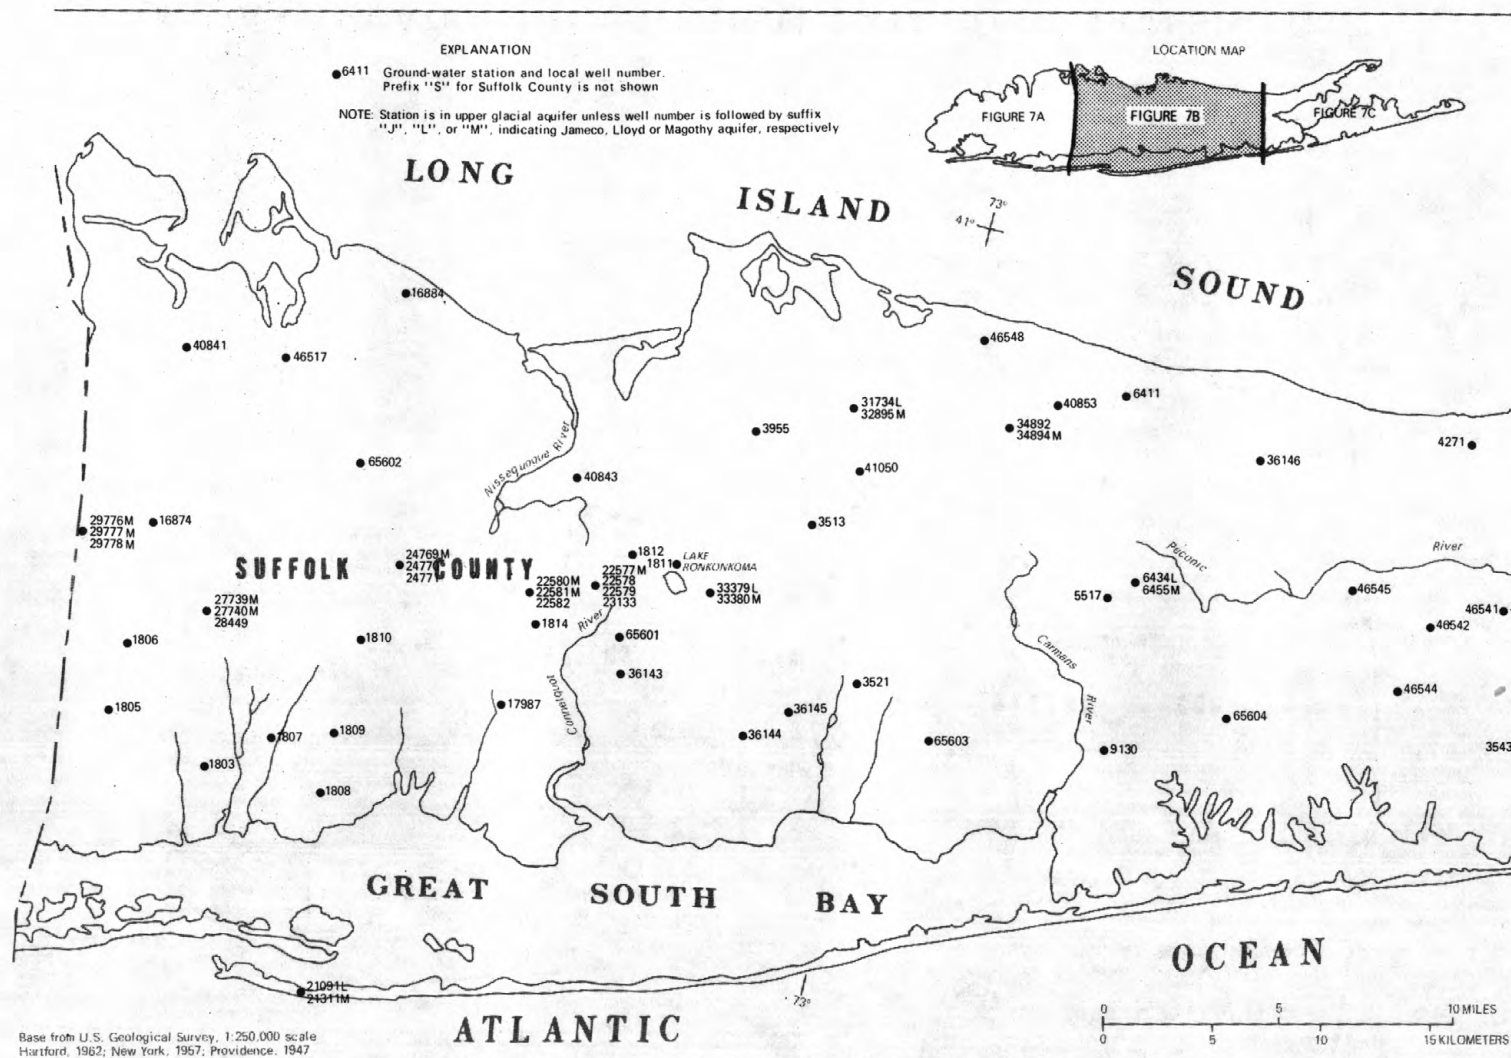 EXPLANATION
6411 Ground-water station and local well number.
Prefix "S" for Suffolk County is not shown
NOTE: Station is in upper glacial aquifer unless well number is followed by suffix
"J", "L", or "M", indicating Jameco, Lloyd or Magothy aquifer, respectively
LOCATION MAP
FIGURE 7A
FIGURE 7B
FIGURE 7C
LONG
ISLAND
SOUND
73°
41°
16884
40841
46517
46548
31734L
32895M
40853
6411
3955
34892
34894M
4271
Nissequogue River
65602
40843
41050
36146
29776M
29777M
29778M
16874
3513
SUFFOLK COUNTY
24769M
2477
2477
1812
1811
LAKE
RONKONKOMA
22577M
22578
22579
23133
22580M
22581M
22582
33379L
33380M
Peconic
River
6434L
6455M
5517
46545
46541
46542
27739M
27740M
28449
1806
1810
1814
River
65601
Carmans
36143
Connetquot
3521
46544
1805
17987
36145
River
65604
1807
1809
36144
65603
9130
3543
1803
1808
GREAT
SOUTH
BAY
OCEAN
21091L
21311M
73°
ATLANTIC
0 5 10 MILES
0 5 10 15 KILOMETERS
Base from U.S. Geological Survey, 1:250,000 scale
Hartford, 1962; New York, 1957; Providence, 1947